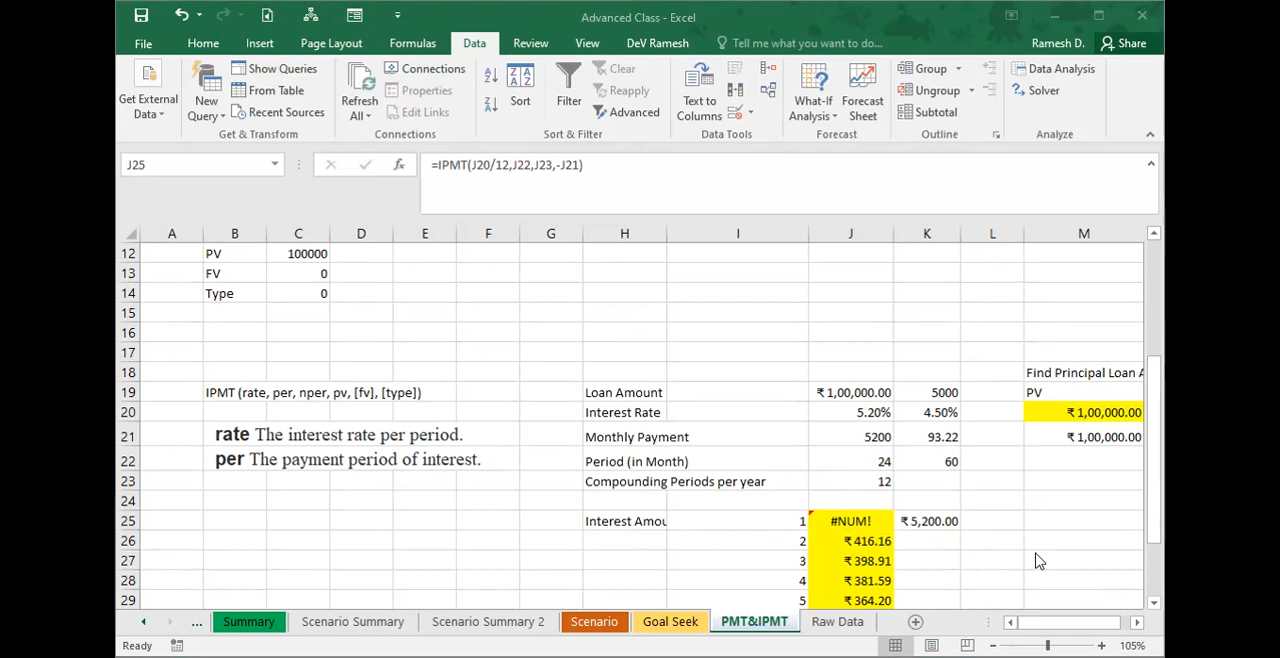 Advanced Class - Excel
File Home Insert Page Layout Formulas Data Review View DeV Ramesh Tell me what you want to do... Ramesh D. Share
Get External Data
New Query
Show Queries
From Table
Recent Sources
Get & Transform
Refresh All
Connections
Properties
Edit Links
Connections
Sort
Filter
Clear
Reapply
Advanced
Sort & Filter
Text to Columns
Data Tools
What-If Analysis
Forecast Sheet
Forecast
Group
Ungroup
Subtotal
Outline
Data Analysis
Solver
Analyze
J25 fx =IPMT(J20/12,J22,J23,-J21)
A B C D E F G H I J K L M
12 PV 100000
13 FV 0
14 Type 0
15
16
17
18 Find Principal Loan A
19 IPMT (rate, per, nper, pv, [fv], [type]) Loan Amount ₹ 1,00,000.00 5000 PV
20 Interest Rate 5.20% 4.50% ₹ 1,00,000.00
rate The interest rate per period.
21 Monthly Payment 5200 93.22 ₹ 1,00,000.00
per The payment period of interest.
22 Period (in Month) 24 60
23 Compounding Periods per year 12
24
25 Interest Amou 1 #NUM! ₹ 5,200.00
26 2 ₹ 416.16
27 3 ₹ 398.91
28 4 ₹ 381.59
29 5 ₹ 364.20
... Summary Scenario Summary Scenario Summary 2 Scenario Goal Seek PMT&IPMT Raw Data
Ready 105%